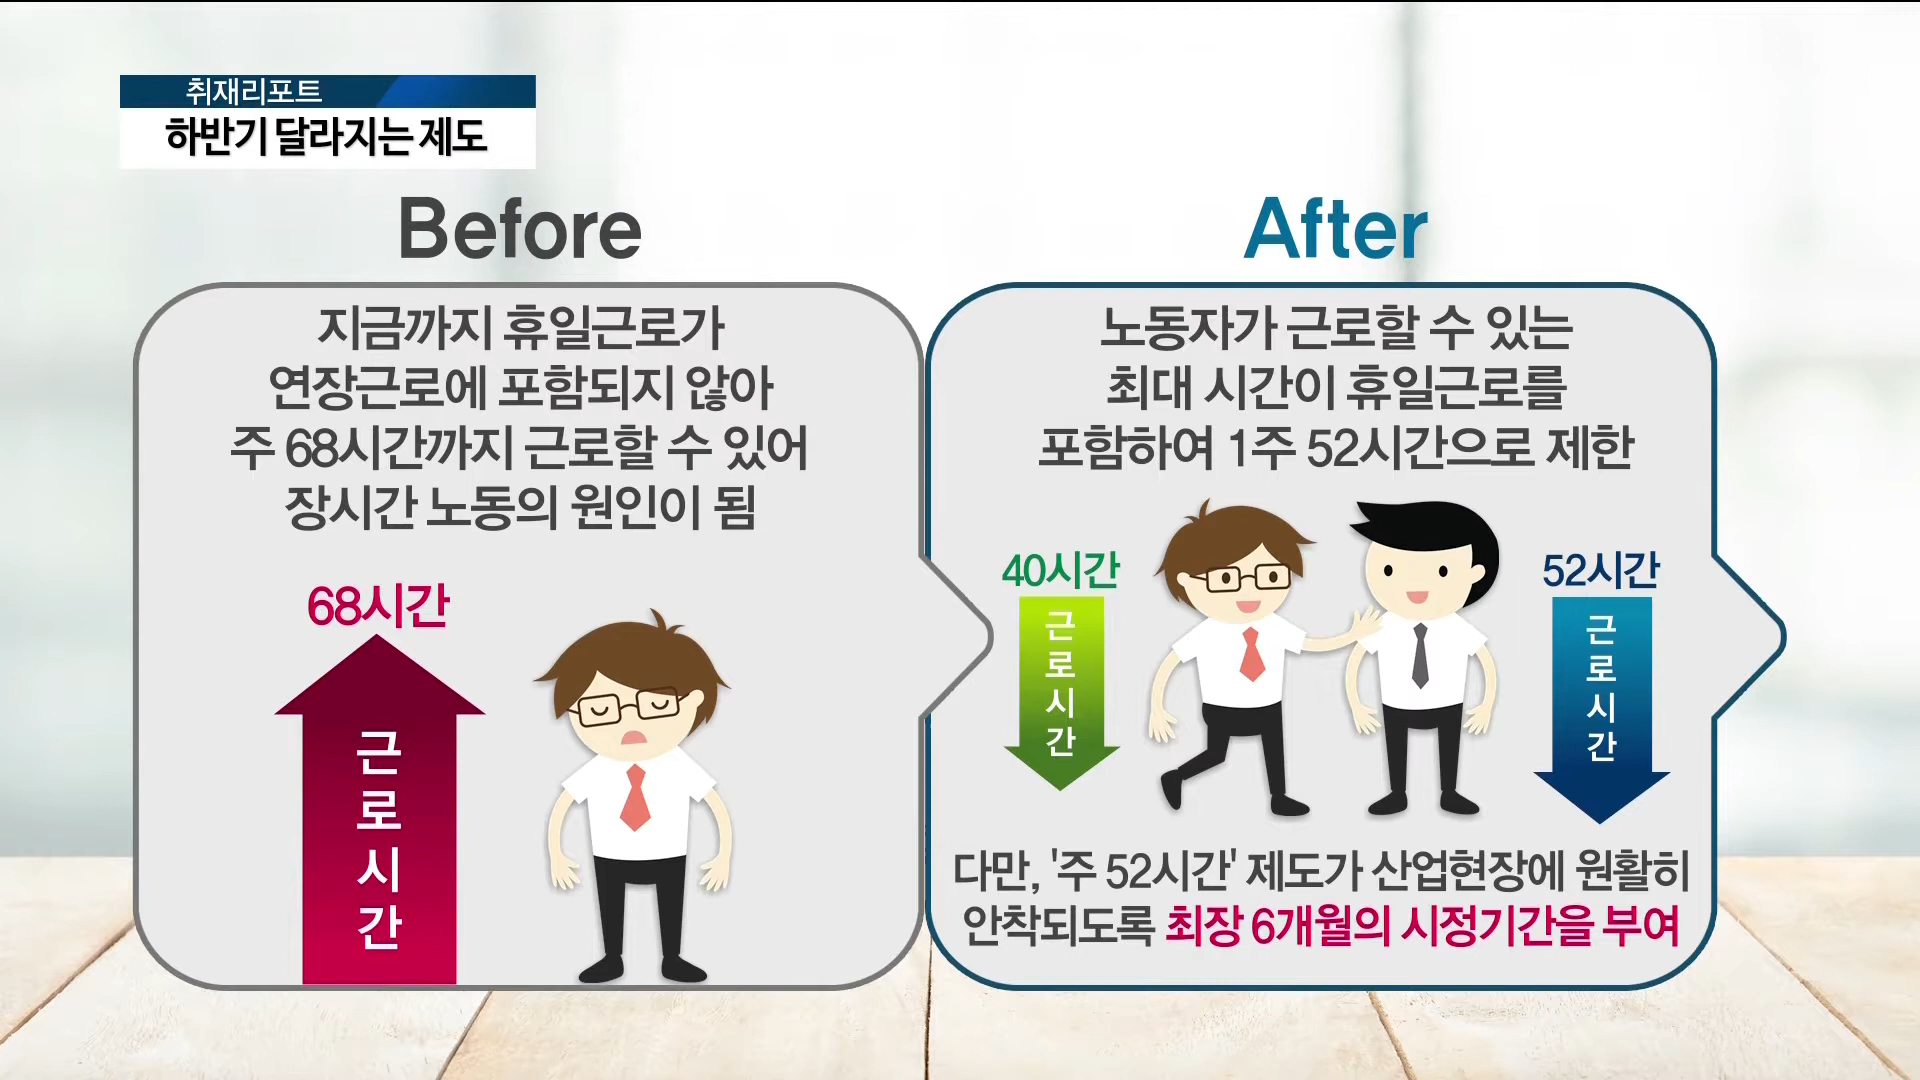 취재리포트
하반기 달라지는 제도
Before
지금까지 휴일근로가
연장근로에 포함되지 않아
주 68시간까지 근로할 수 있어
장시간 노동의 원인이 됨
68시간
근로시간
After
노동자가 근로할 수 있는
최대 시간이 휴일근로를
포함하여 1주 52시간으로 제한
40시간
근로시간
52시간
근로시간
다만, '주 52시간' 제도가 산업현장에 원활히
안착되도록 최장 6개월의 시정기간을 부여